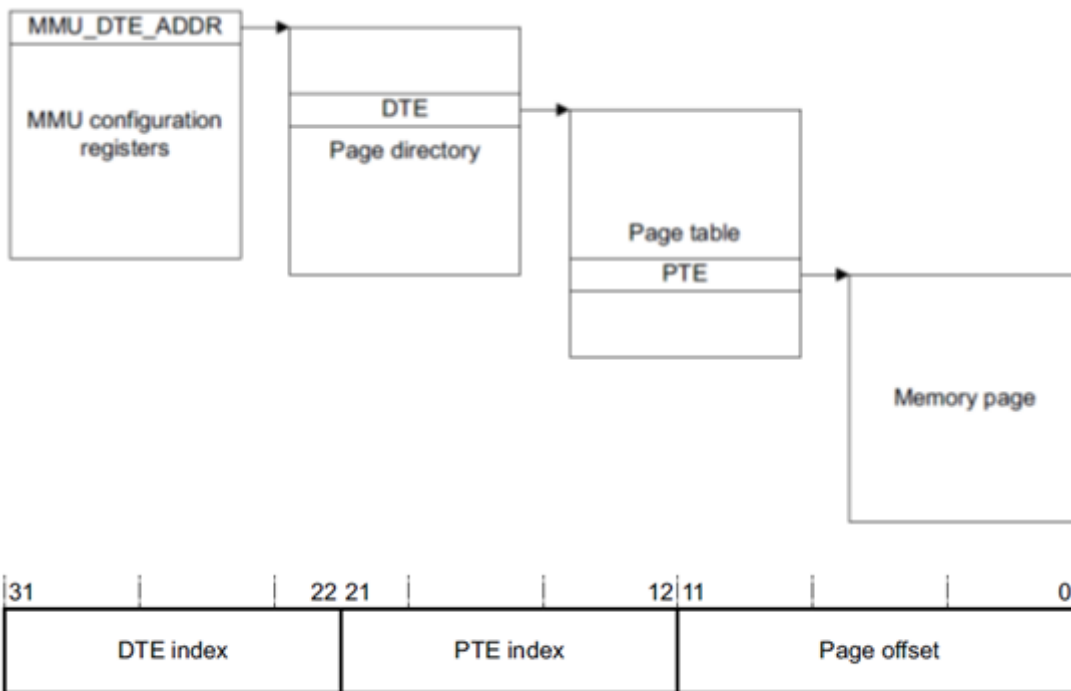 MMU_DTE_ADDR
MMU configuration
registers
DTE
Page directory
Page table
PTE
Memory page
31 22 21 12 11 0
DTE index PTE index Page offset